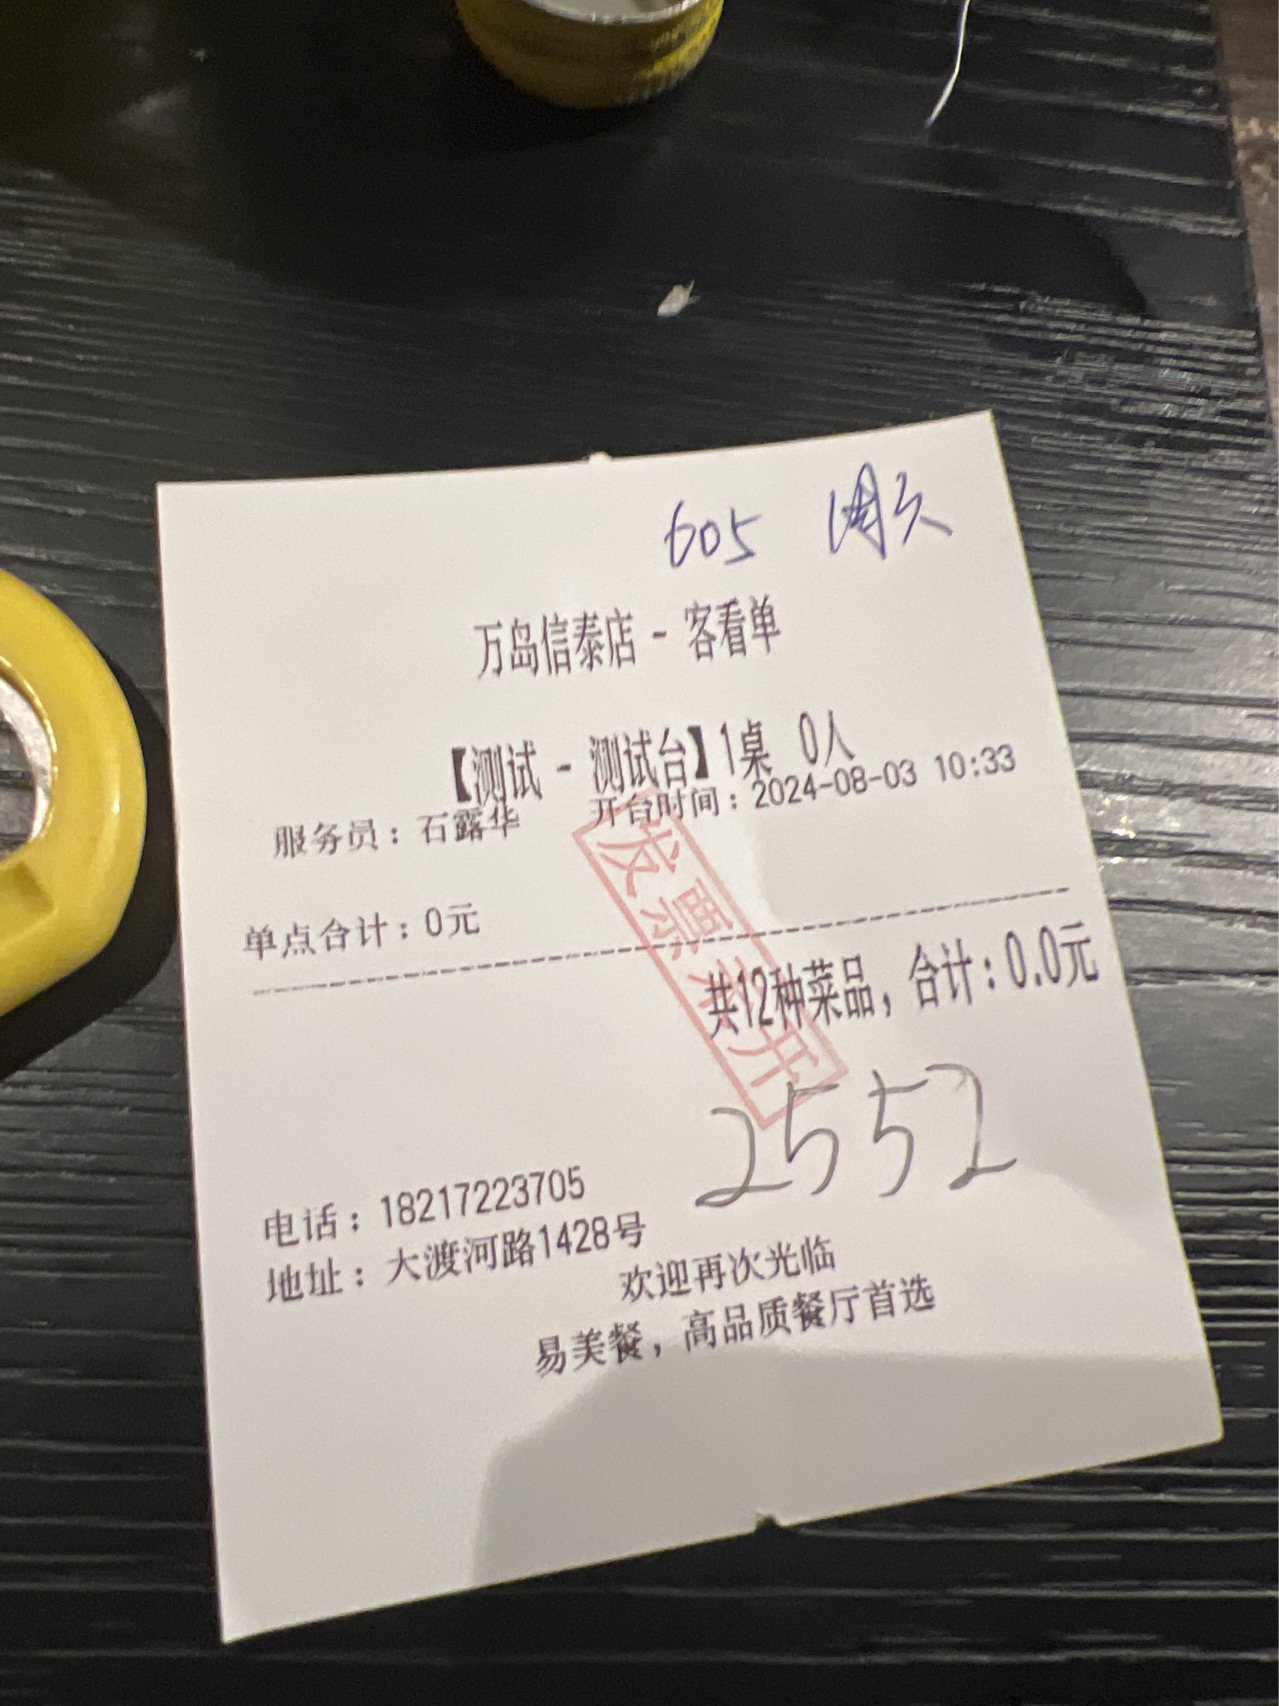 605 周六
万岛信泰店 - 客看单
【测试 - 测试台】1桌 0人
服务员：石露华 开台时间：2024-08-03 10:33
发票未开
单点合计：0元
共12种菜品，合计：0.0元
2552
电话：18217223705
地址：大渡河路1428号
欢迎再次光临
易美餐，高品质餐厅首选